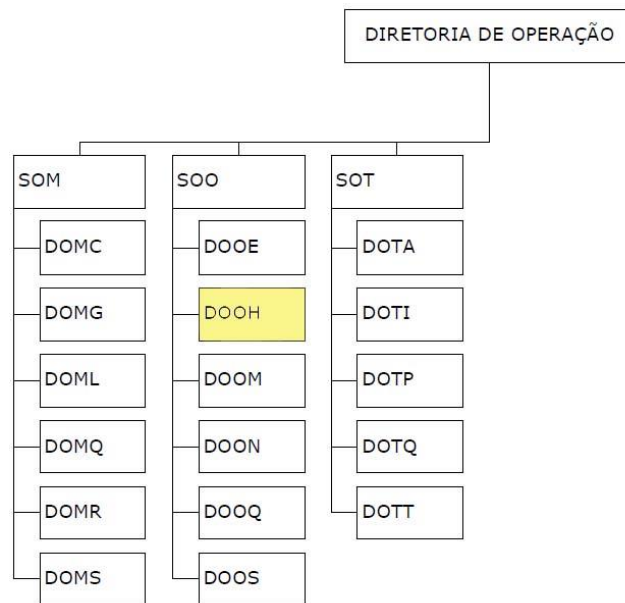 DIRETORIA DE OPERAÇÃO
SOM
SOO
SOT
DOMC
DOOE
DOTA
DOMG
DOOH
DOTI
DOML
DOOM
DOTP
DOMQ
DOON
DOTQ
DOMR
DOOQ
DOTT
DOMS
DOOS